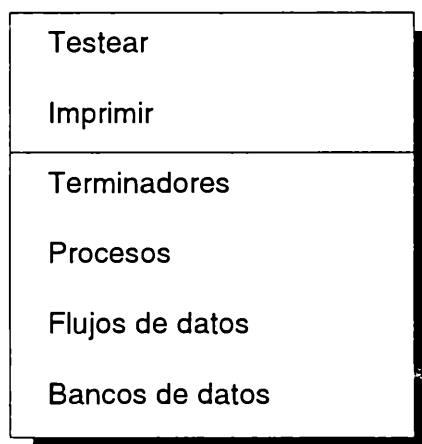 Testear
Imprimir
Terminadores
Procesos
Flujos de datos
Bancos de datos